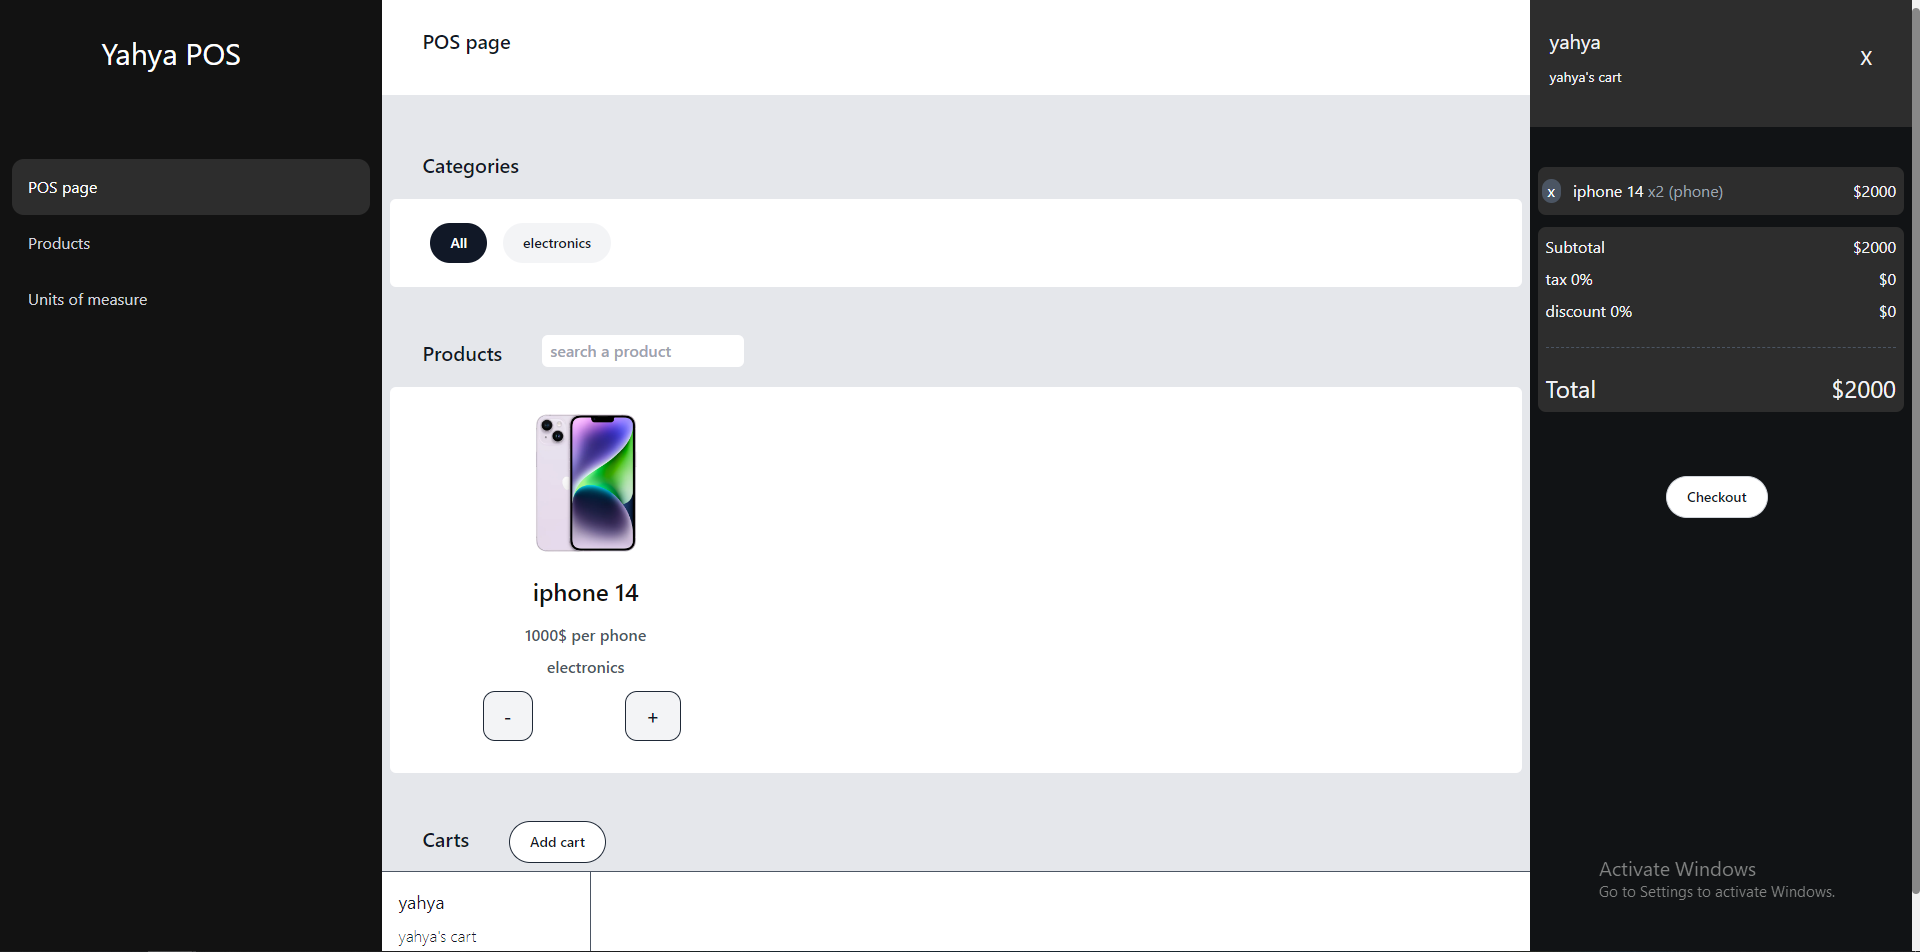 Yahya POS
POS page
Products
Units of measure
POS page
Categories
All
electronics
Products
search a product
iphone 14
1000$ per phone
electronics
-
+
Carts
Add cart
yahya
yahya's cart
yahya
yahya's cart
X
x
iphone 14 x2 (phone)
$2000
Subtotal
$2000
tax 0%
$0
discount 0%
$0
Total
$2000
Checkout
Activate Windows
Go to Settings to activate Windows.